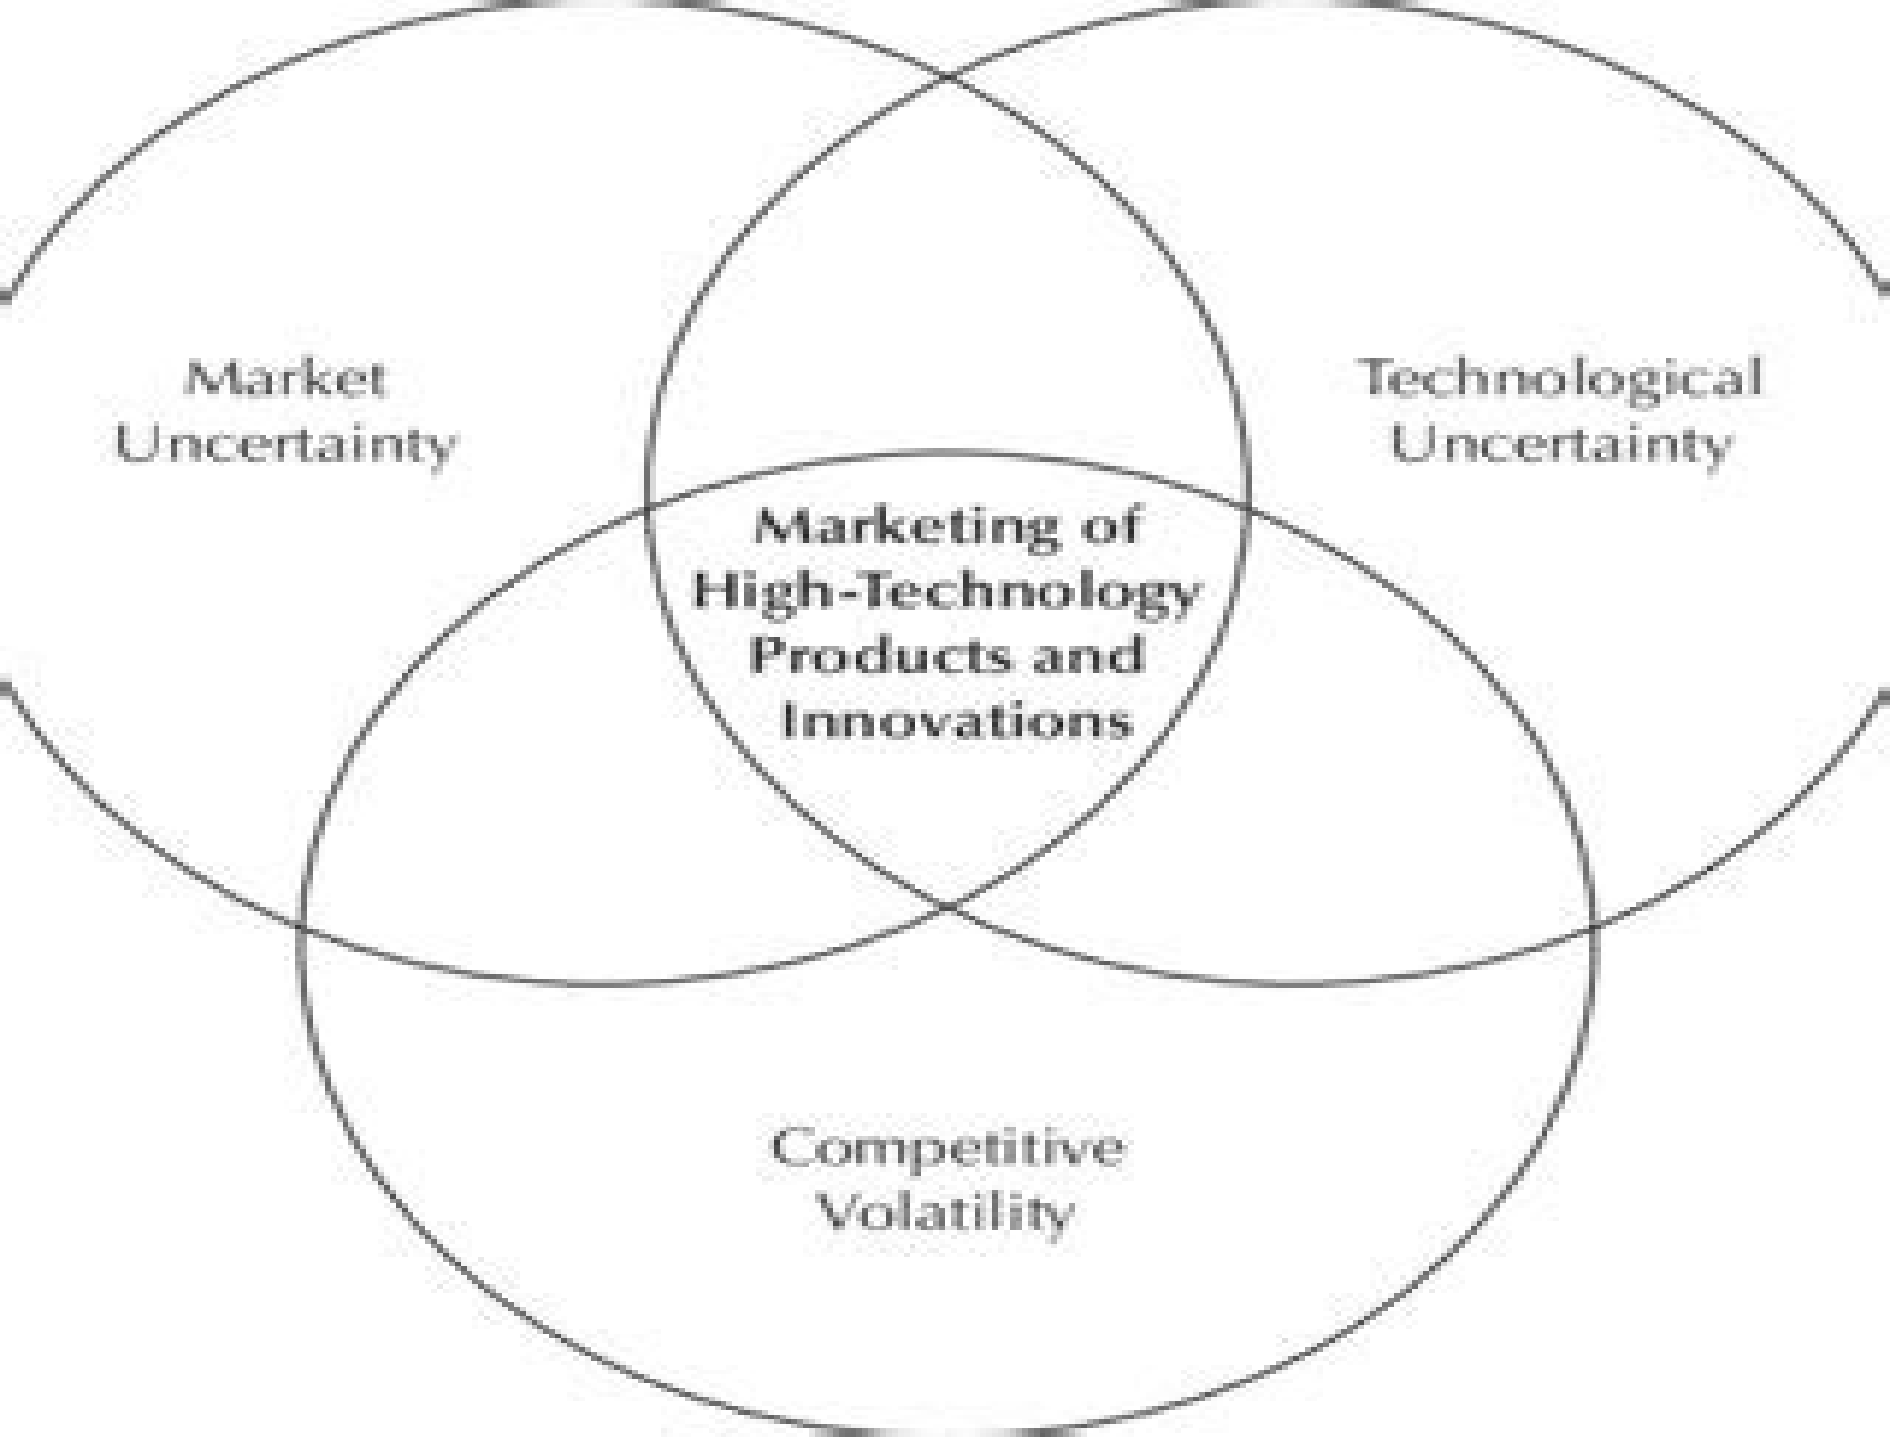 Market
Uncertainty
Technological
Uncertainty
Marketing of
High-Technology
Products and
Innovations
Competitive
Volatility